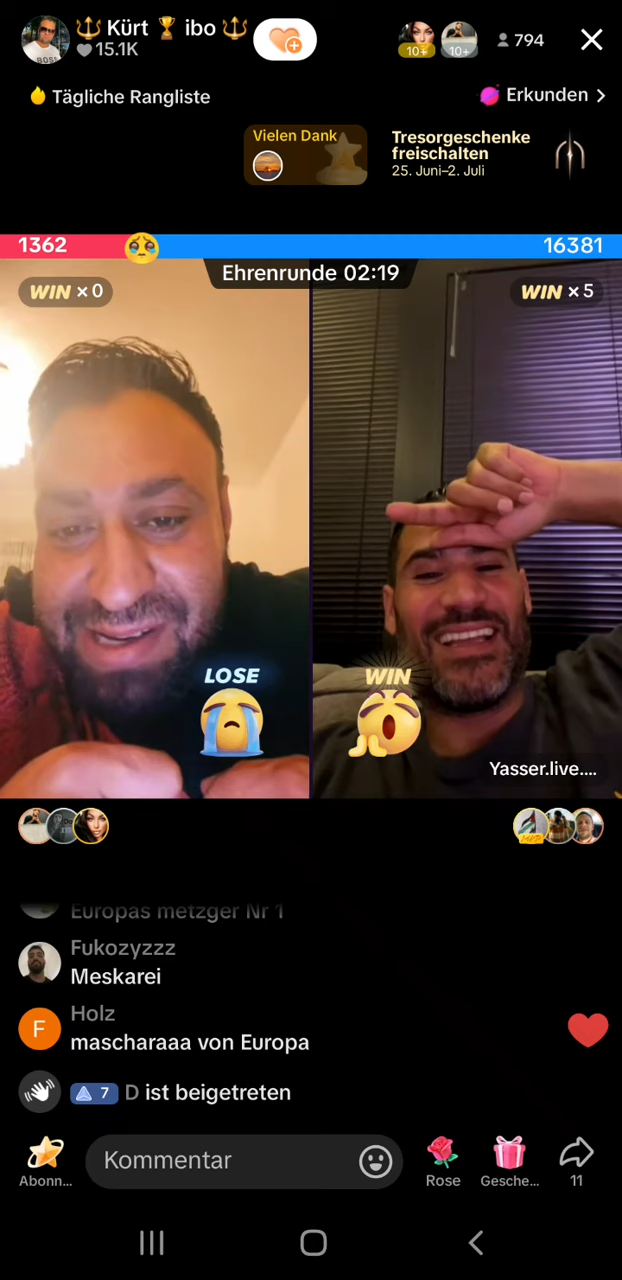 🔱 Kürt 🏆 ibo 🔱
15.1K
BOS!
10+
10+
794
Tägliche Rangliste
Erkunden
Vielen Dank
Tresorgeschenke
freischalten
25. Juni–2. Juli
1362
16381
Ehrenrunde 02:19
WIN × 0
WIN × 5
LOSE
WIN
Yasser.live....
Europas metzger Nr 1
Fukozyzzz
Meskarei
F
Holz
mascharaaa von Europa
7 D ist beigetreten
Kommentar
Abonn...
Rose
Gesche...
11